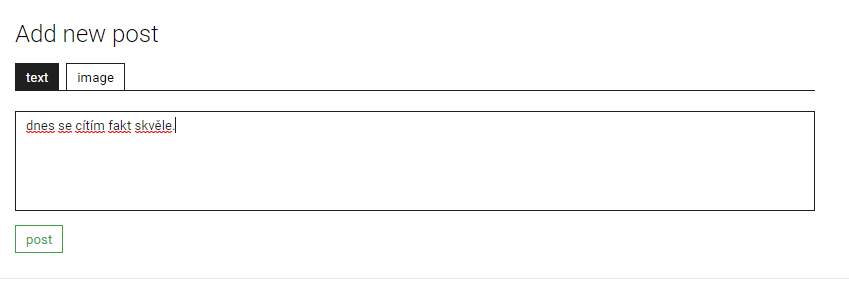 Add new post
text image
dnes se cítím fakt skvěle.
post